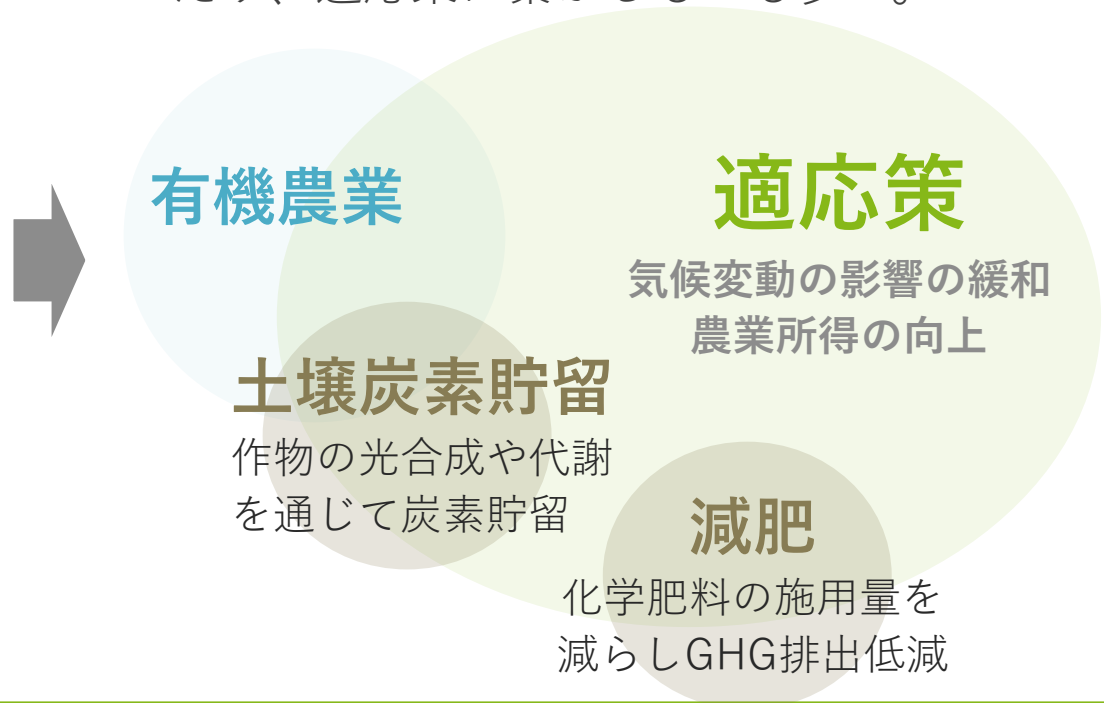 有機農業
適応策
気候変動の影響の緩和
農業所得の向上
土壌炭素貯留
作物の光合成や代謝
を通じて炭素貯留
減肥
化学肥料の施用量を
減らしGHG排出低減